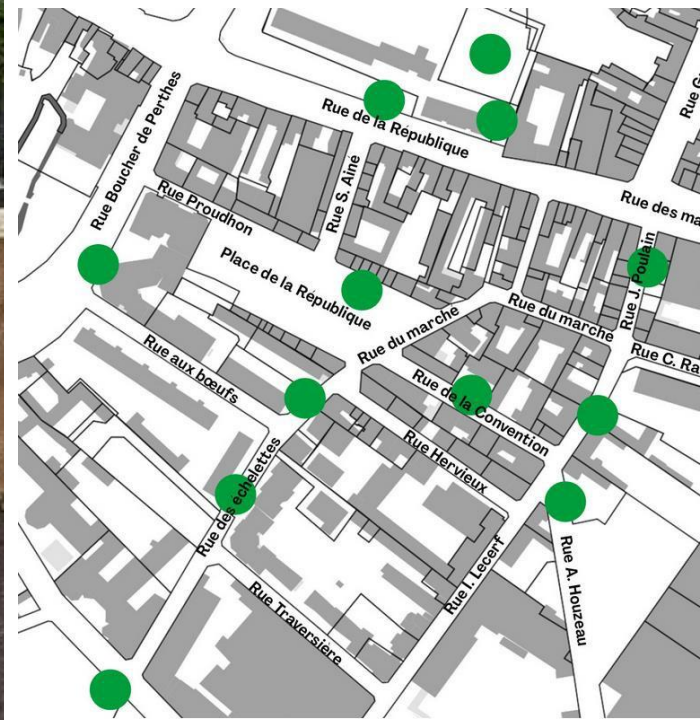 Rue Boucher de Perthes
Rue de la République
Rue S. Ainé
Rue Proudhon
Rue des ma
Rue J. Poulain
Place de la République
Rue du marche
Rue du marche
Rue C. Ra
Rue aux bœufs
Rue de la Convention
Rue Hervieux
Rue des echelettes
Rue I. Lecerf
Rue A. Houzeau
Rue Traversière